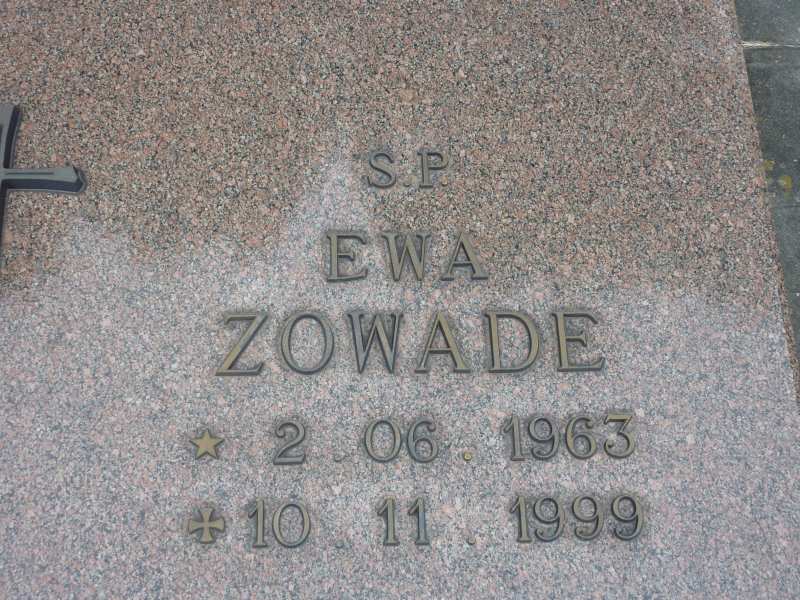 S.P.
EWA
ZOWADE
★ 2.06.1963
✠ 10.11.1999